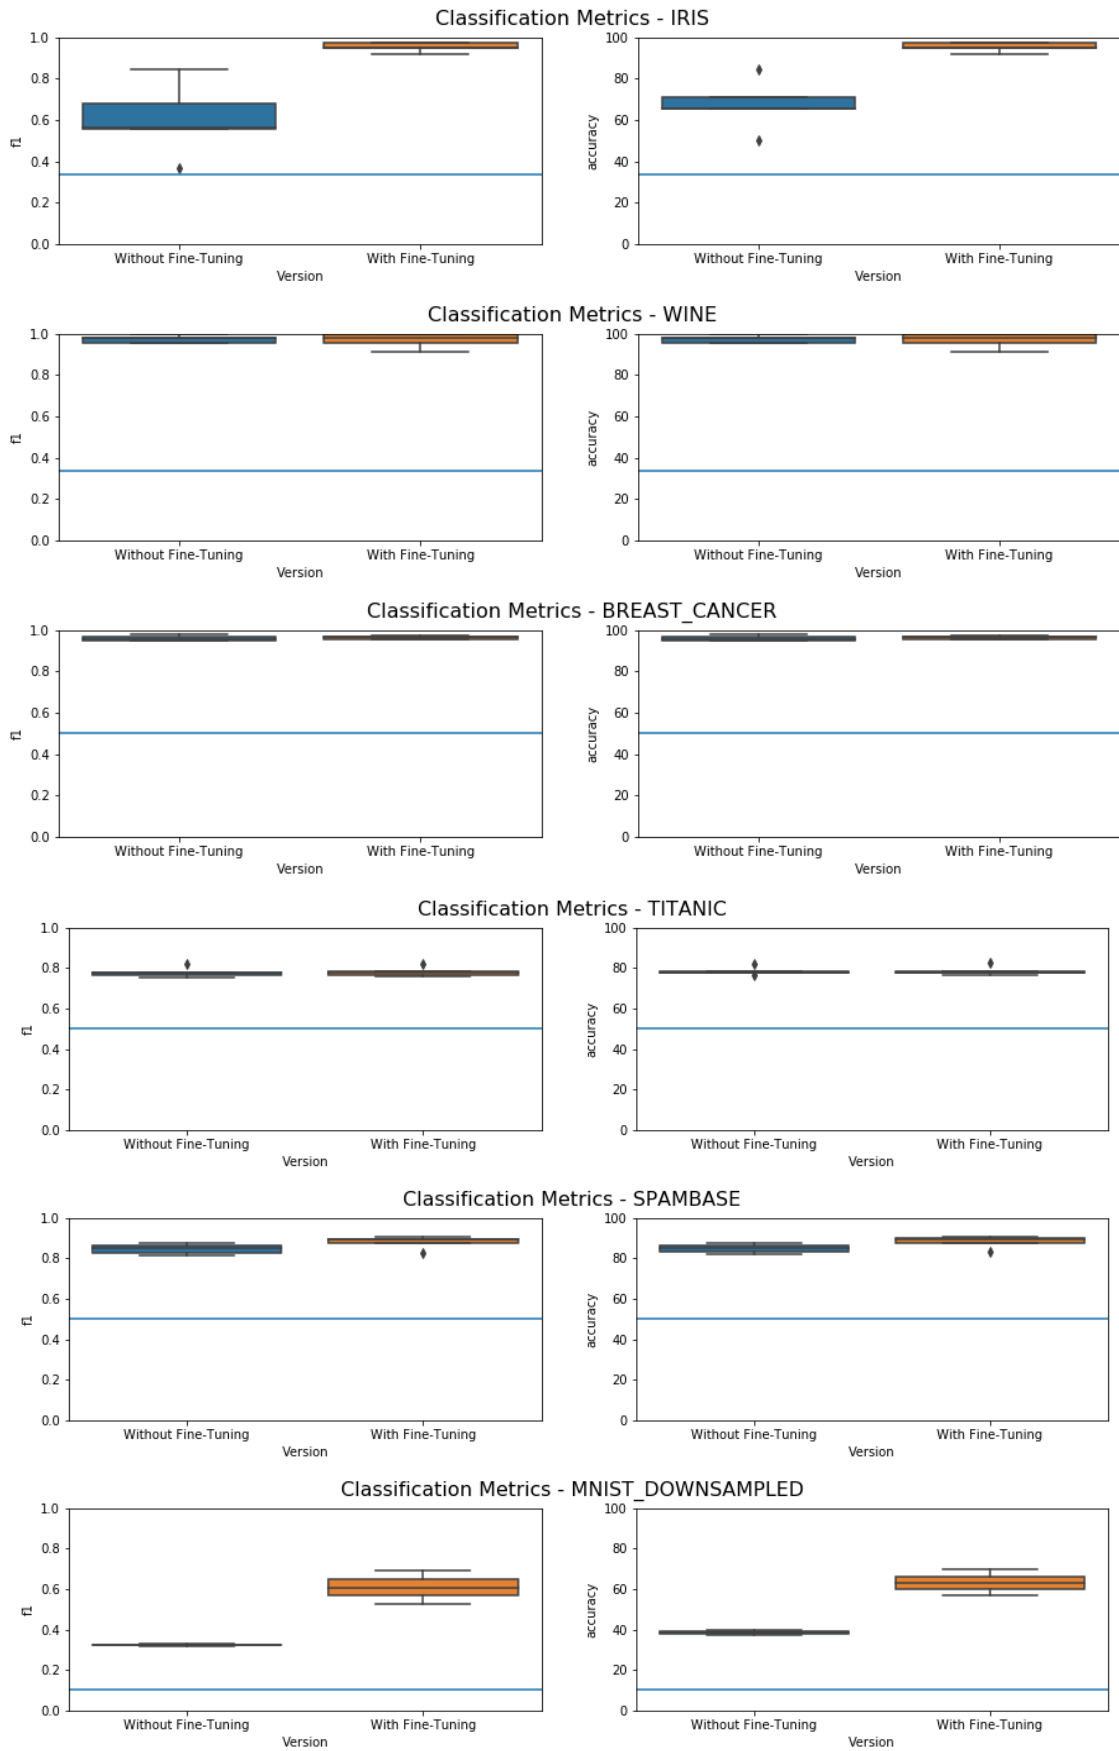 Classification Metrics - IRIS
1.0
0.8
0.6
0.4
0.2
0.0
f1
Without Fine-Tuning
With Fine-Tuning
Version
100
80
60
40
20
0
accuracy
Without Fine-Tuning
With Fine-Tuning
Version
Classification Metrics - WINE
1.0
0.8
0.6
0.4
0.2
0.0
f1
Without Fine-Tuning
With Fine-Tuning
Version
100
80
60
40
20
0
accuracy
Without Fine-Tuning
With Fine-Tuning
Version
Classification Metrics - BREAST_CANCER
1.0
0.8
0.6
0.4
0.2
0.0
f1
Without Fine-Tuning
With Fine-Tuning
Version
100
80
60
40
20
0
accuracy
Without Fine-Tuning
With Fine-Tuning
Version
Classification Metrics - TITANIC
1.0
0.8
0.6
0.4
0.2
0.0
f1
Without Fine-Tuning
With Fine-Tuning
Version
100
80
60
40
20
0
accuracy
Without Fine-Tuning
With Fine-Tuning
Version
Classification Metrics - SPAMBASE
1.0
0.8
0.6
0.4
0.2
0.0
f1
Without Fine-Tuning
With Fine-Tuning
Version
100
80
60
40
20
0
accuracy
Without Fine-Tuning
With Fine-Tuning
Version
Classification Metrics - MNIST_DOWNSAMPLED
1.0
0.8
0.6
0.4
0.2
0.0
f1
Without Fine-Tuning
With Fine-Tuning
Version
100
80
60
40
20
0
accuracy
Without Fine-Tuning
With Fine-Tuning
Version